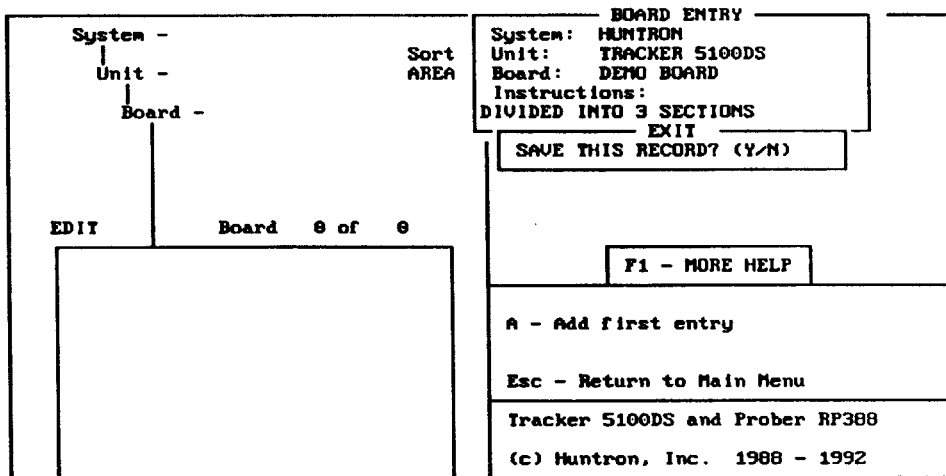 System -
Sort
Unit -
AREA
Board -
BOARD ENTRY
System: HUNTRON
Unit: TRACKER 5100DS
Board: DEMO BOARD
Instructions:
DIVIDED INTO 3 SECTIONS
EXIT
SAVE THIS RECORD? (Y/N)
EDIT Board 0 of 0
F1 - MORE HELP
A - Add first entry
Esc - Return to Main Menu
Tracker 5100DS and Prober RP388
(c) Huntron, Inc. 1988 - 1992